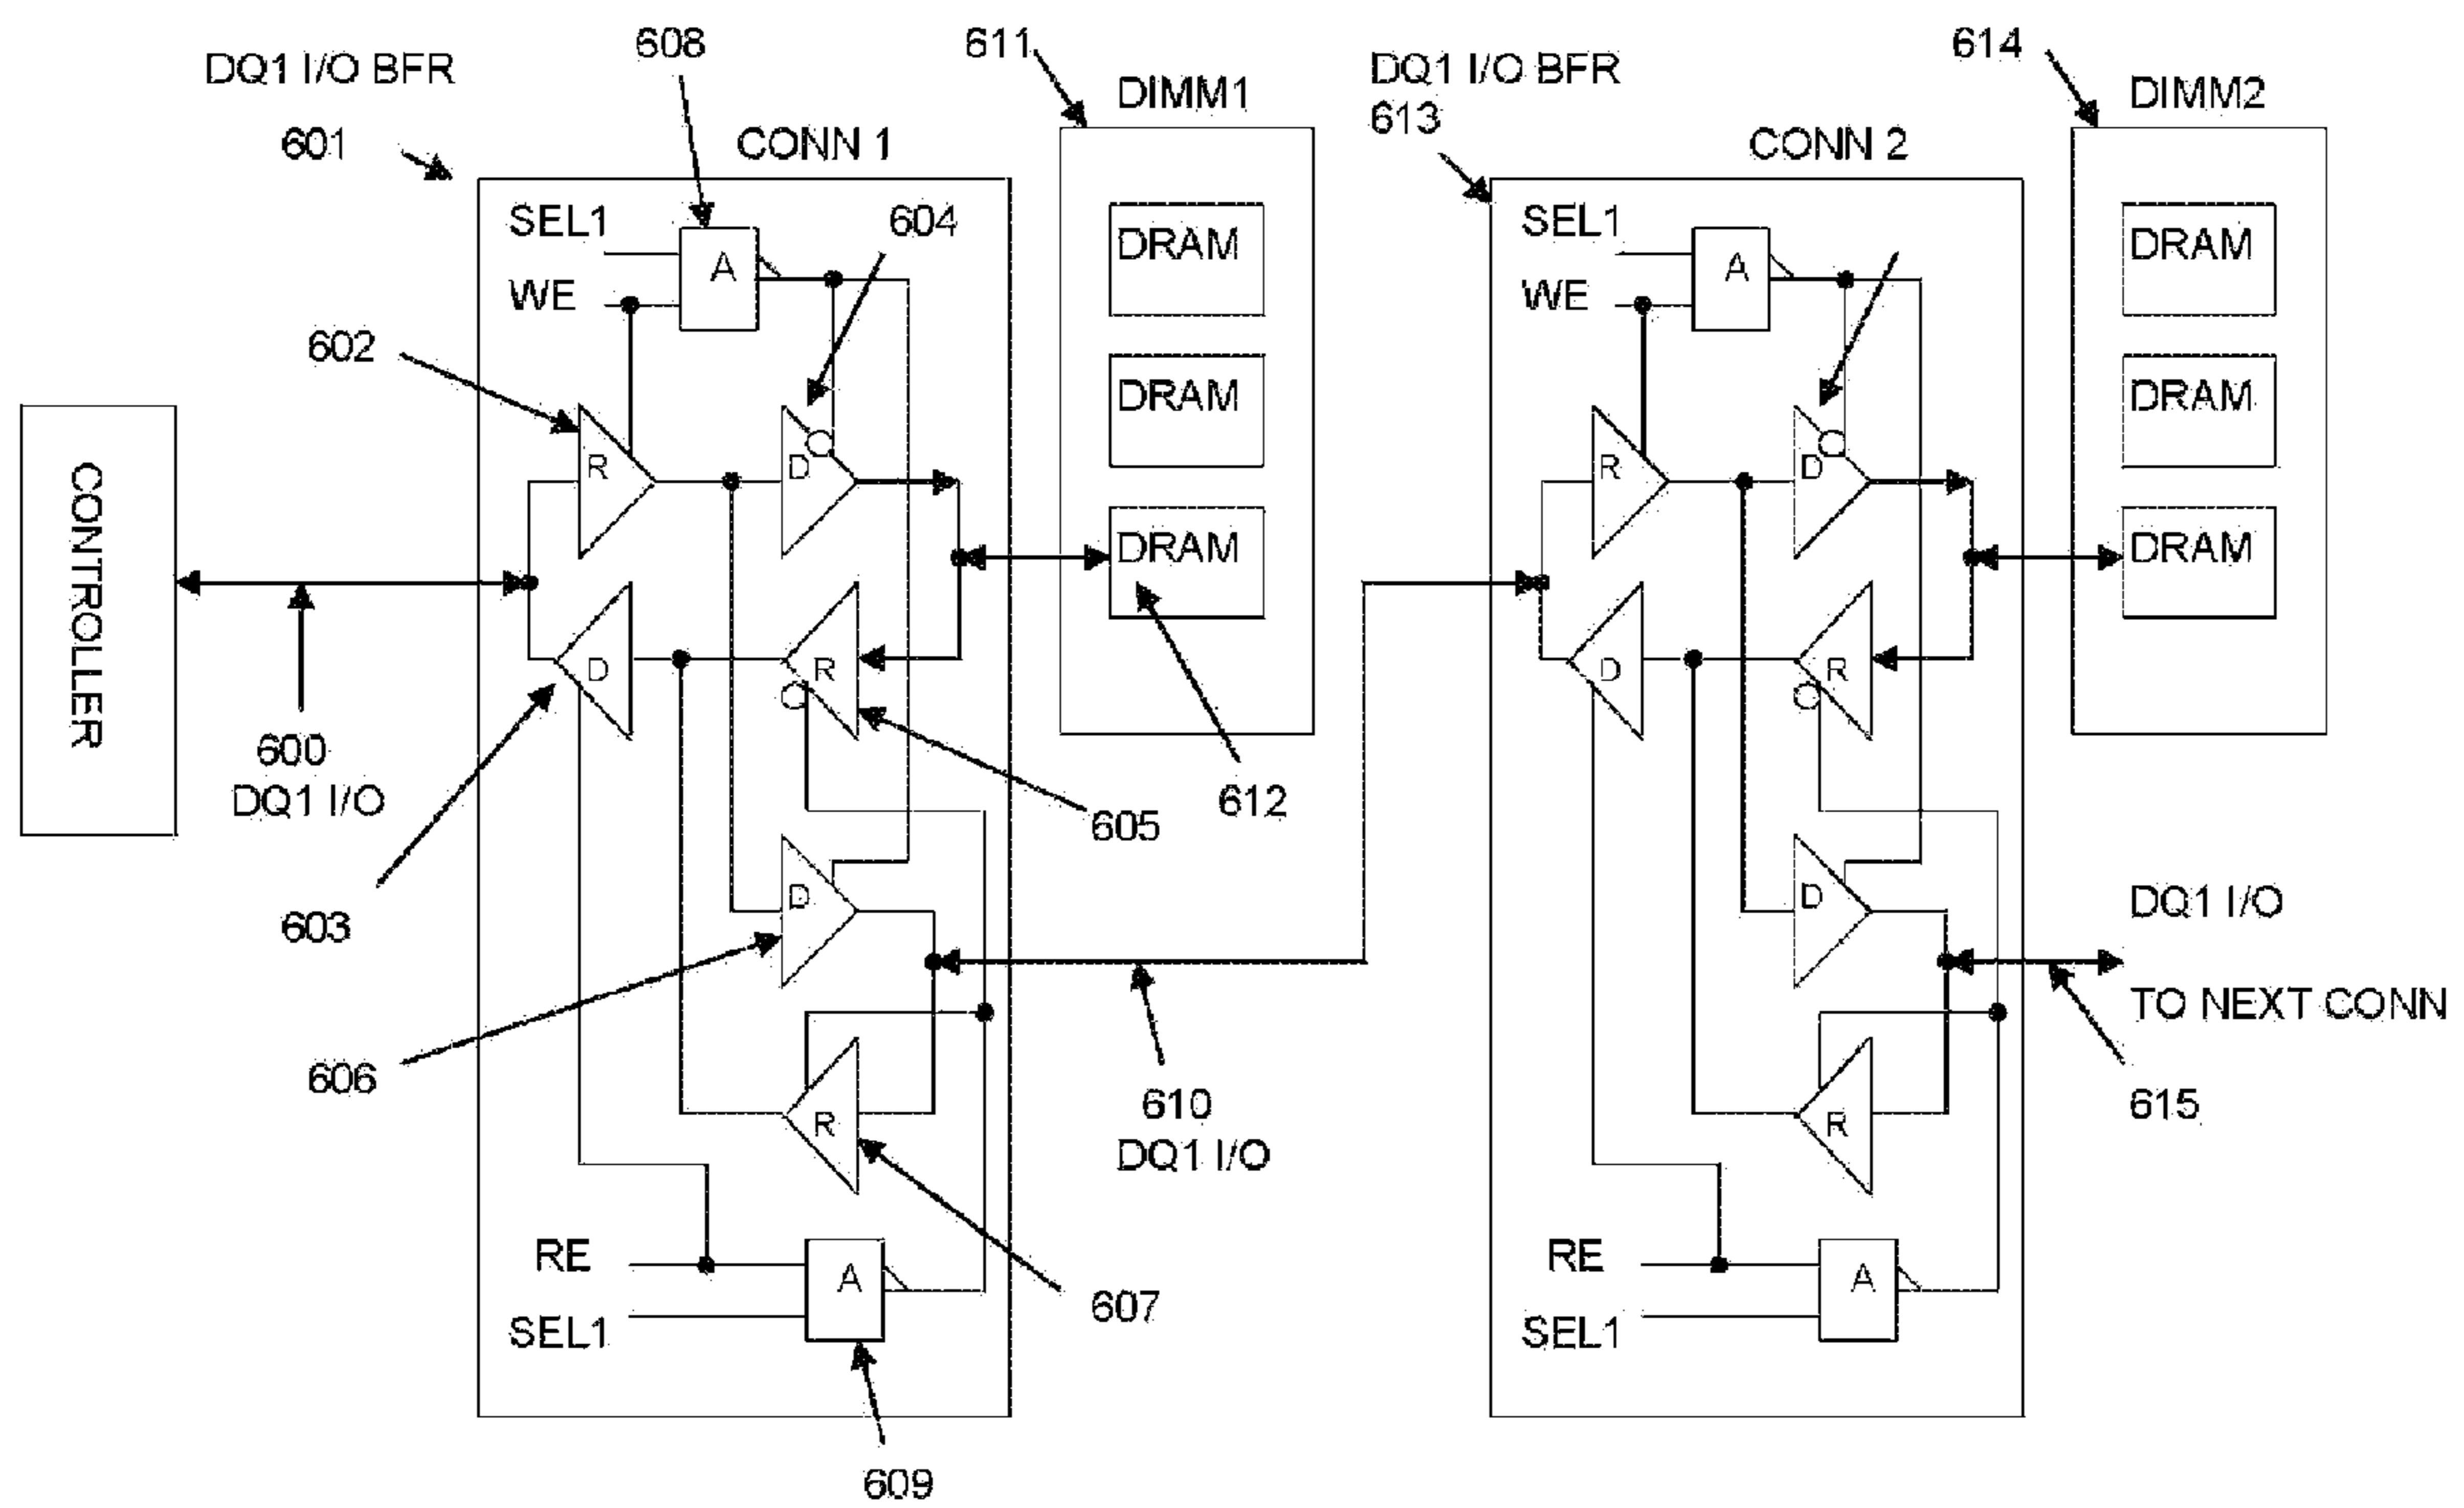 608
611
614
DQ1 I/O BFR
601
DIMM1
DQ1 I/O BFR
613
DIMM2
CONN 1
CONN 2
SEL1
A
604
WE
DRAM
SEL1
A
WE
DRAM
602
R
D
DRAM
R
D
DRAM
CONTROLLER
DRAM
DRAM
D
R
D
R
600
DQ1 I/O
605
612
603
D
D
DQ1 I/O
606
610
DQ1 I/O
TO NEXT CONN
615
R
R
RE
A
SEL1
607
RE
A
SEL1
609